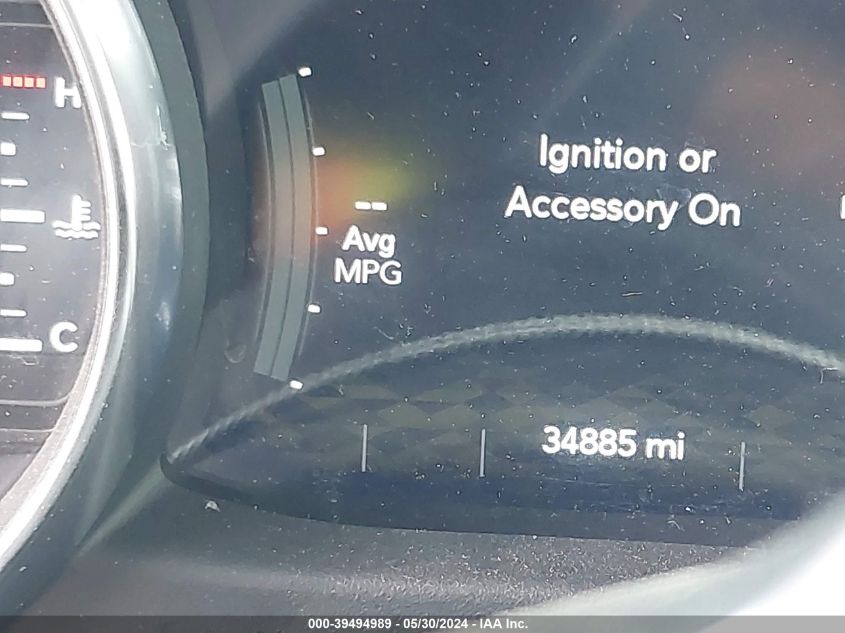 H
Ignition or
Accessory On
--
Avg
MPG
C
34885 mi
000-39494989 - 05/30/2024 - IAA Inc.